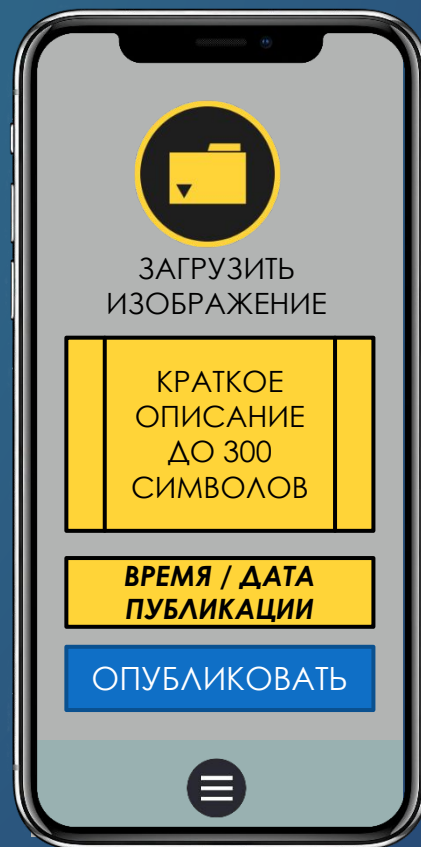 ЗАГРУЗИТЬ
ИЗОБРАЖЕНИЕ
КРАТКОЕ
ОПИСАНИЕ
ДО 300
СИМВОЛОВ
ВРЕМЯ / ДАТА
ПУБЛИКАЦИИ
ОПУБЛИКОВАТЬ